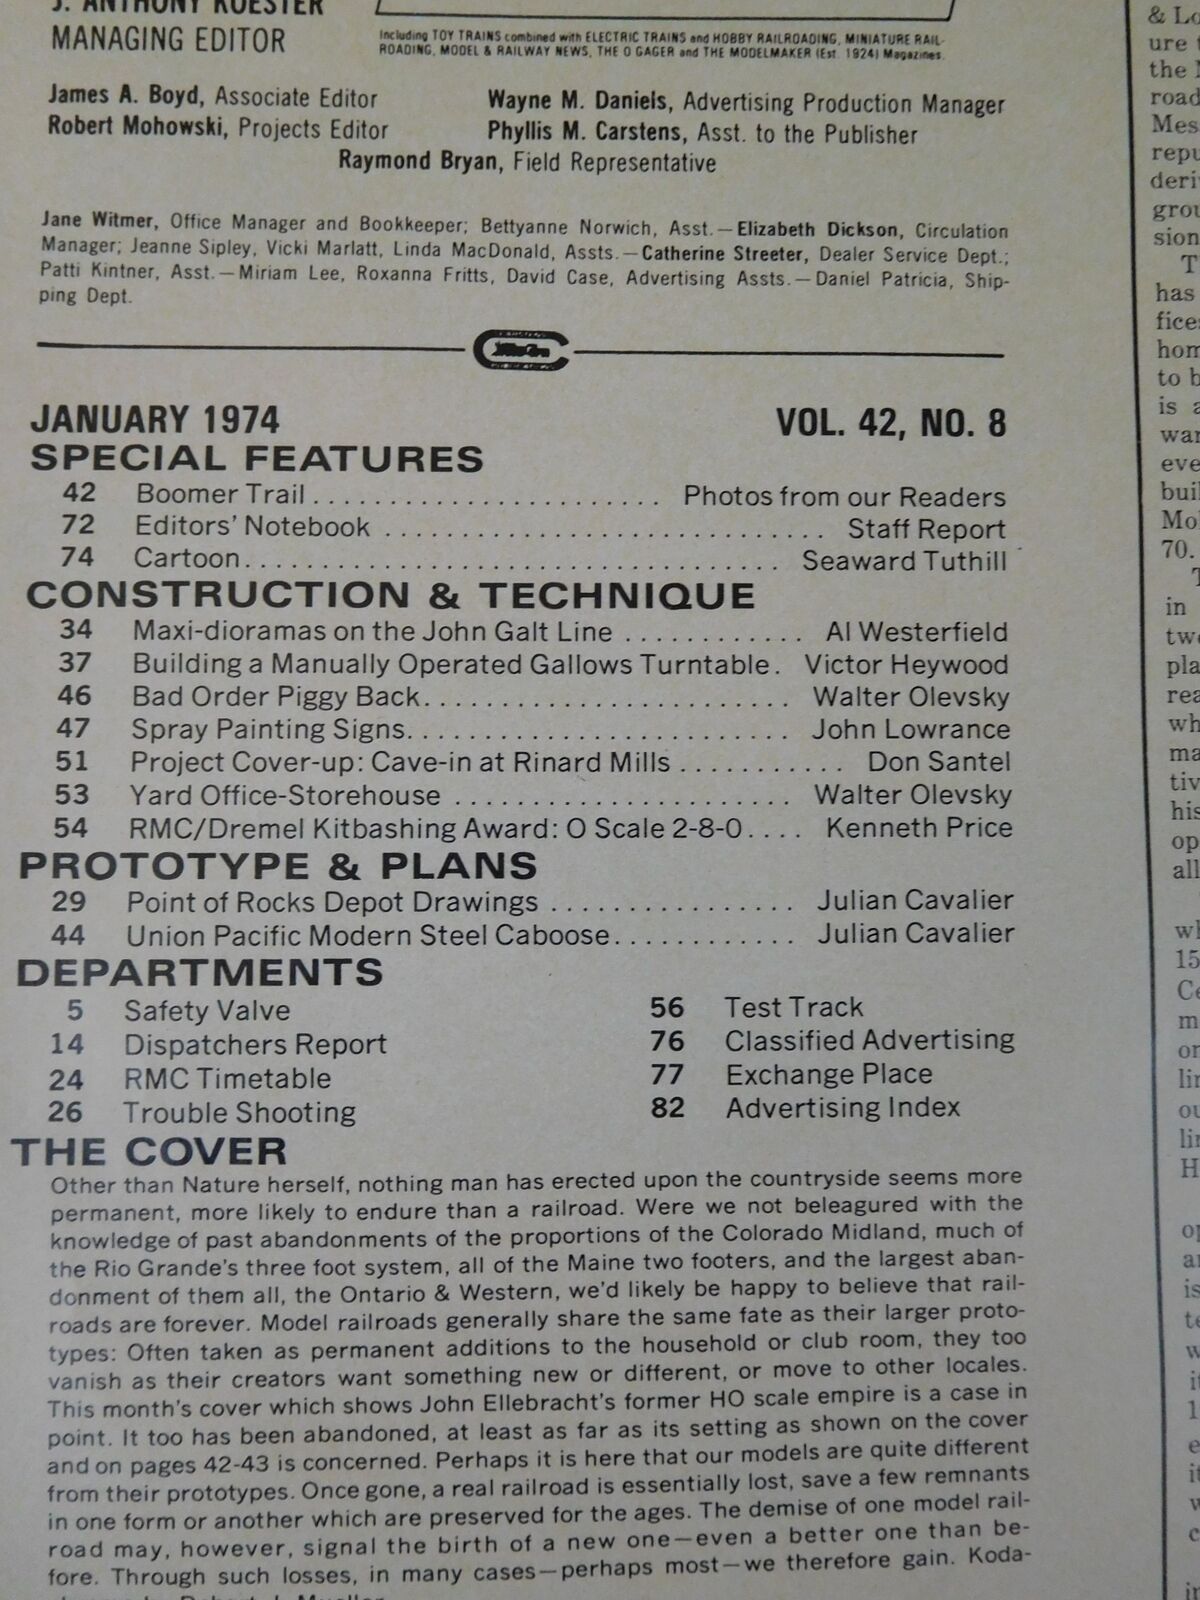 J. ANTHONY KOESTER
MANAGING EDITOR
Including TOY TRAINS combined with ELECTRIC TRAINS and HOBBY RAILROADING, MINIATURE RAIL-
ROADING, MODEL & RAILWAY NEWS, THE O GAGER and THE MODELMAKER (Est. 1924) Magazines.
James A. Boyd, Associate Editor
Wayne M. Daniels, Advertising Production Manager
Robert Mohowski, Projects Editor
Phyllis M. Carstens, Asst. to the Publisher
Raymond Bryan, Field Representative
Jane Witmer, Office Manager and Bookkeeper; Bettyanne Norwich, Asst.—Elizabeth Dickson, Circulation
Manager; Jeanne Sipley, Vicki Marlatt, Linda MacDonald, Assts.—Catherine Streeter, Dealer Service Dept.;
Patti Kintner, Asst.—Miriam Lee, Roxanna Fritts, David Case, Advertising Assts.—Daniel Patricia, Ship-
ping Dept.
JANUARY 1974 VOL. 42, NO. 8
SPECIAL FEATURES
42 Boomer Trail ...................... Photos from our Readers
72 Editors' Notebook ............................ Staff Report
74 Cartoon.................................. Seaward Tuthill
CONSTRUCTION & TECHNIQUE
34 Maxi-dioramas on the John Galt Line ............ Al Westerfield
37 Building a Manually Operated Gallows Turntable. Victor Heywood
46 Bad Order Piggy Back........................ Walter Olevsky
47 Spray Painting Signs......................... John Lowrance
51 Project Cover-up: Cave-in at Rinard Mills ........... Don Santel
53 Yard Office-Storehouse ...................... Walter Olevsky
54 RMC/Dremel Kitbashing Award: O Scale 2-8-0.... Kenneth Price
PROTOTYPE & PLANS
29 Point of Rocks Depot Drawings ................ Julian Cavalier
44 Union Pacific Modern Steel Caboose............ Julian Cavalier
DEPARTMENTS
5 Safety Valve
14 Dispatchers Report
24 RMC Timetable
26 Trouble Shooting
56 Test Track
76 Classified Advertising
77 Exchange Place
82 Advertising Index
THE COVER
Other than Nature herself, nothing man has erected upon the countryside seems more
permanent, more likely to endure than a railroad. Were we not beleagured with the
knowledge of past abandonments of the proportions of the Colorado Midland, much of
the Rio Grande's three foot system, all of the Maine two footers, and the largest aban-
donment of them all, the Ontario & Western, we'd likely be happy to believe that rail-
roads are forever. Model railroads generally share the same fate as their larger proto-
types: Often taken as permanent additions to the household or club room, they too
vanish as their creators want something new or different, or move to other locales.
This month's cover which shows John Ellebracht's former HO scale empire is a case in
point. It too has been abandoned, at least as far as its setting as shown on the cover
and on pages 42-43 is concerned. Perhaps it is here that our models are quite different
from their prototypes. Once gone, a real railroad is essentially lost, save a few remnants
in one form or another which are preserved for the ages. The demise of one model rail-
road may, however, signal the birth of a new one—even a better one than be-
fore. Through such losses, in many cases—perhaps most—we therefore gain. Koda-